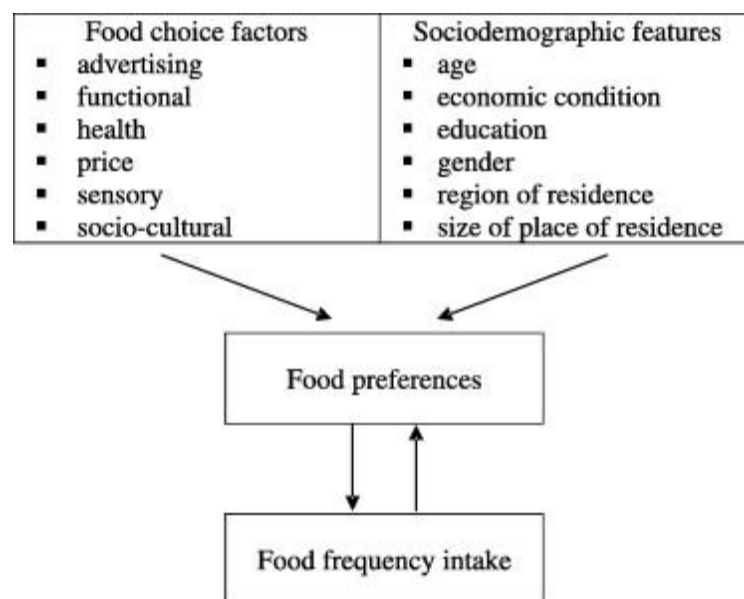 Food choice factors
▪ advertising
▪ functional
▪ health
▪ price
▪ sensory
▪ socio-cultural
Sociodemographic features
▪ age
▪ economic condition
▪ education
▪ gender
▪ region of residence
▪ size of place of residence
Food preferences
Food frequency intake